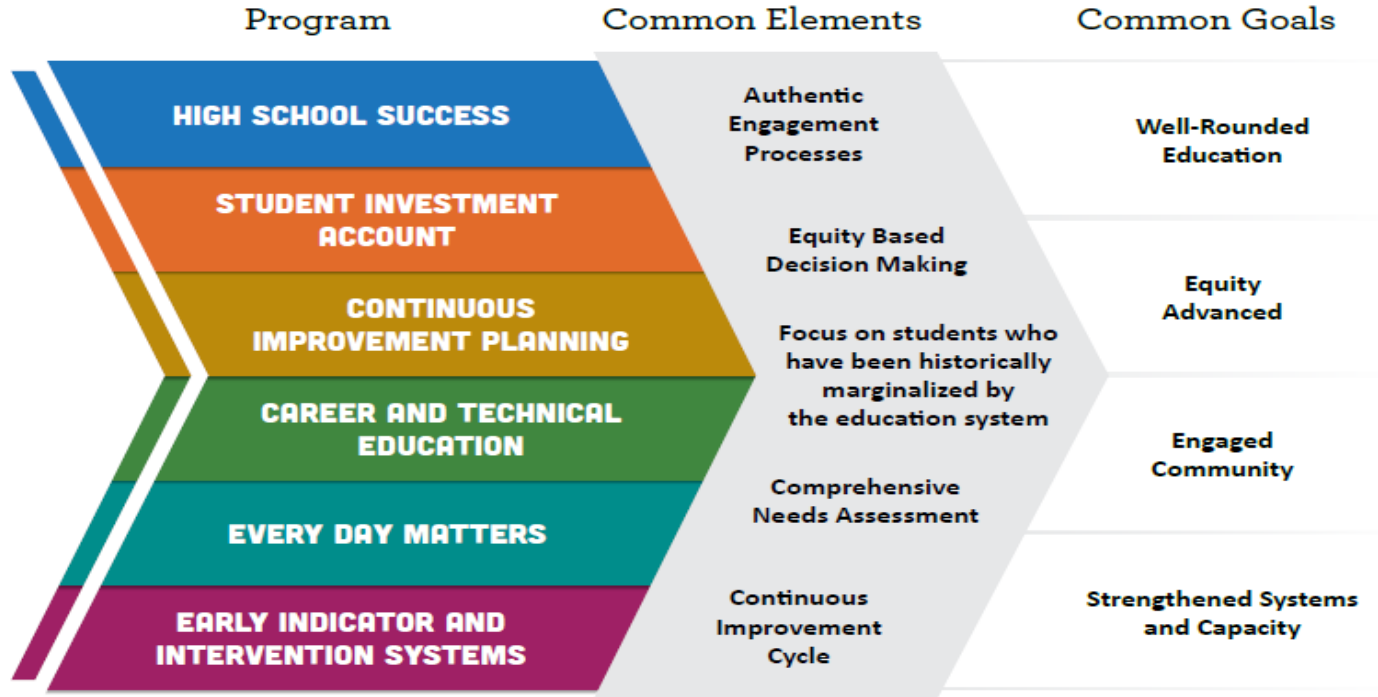 Program
Common Elements
Common Goals
HIGH SCHOOL SUCCESS
STUDENT INVESTMENT
ACCOUNT
CONTINUOUS
IMPROVEMENT PLANNING
CAREER AND TECHNICAL
EDUCATION
EVERY DAY MATTERS
EARLY INDICATOR AND
INTERVENTION SYSTEMS
Authentic
Engagement
Processes
Equity Based
Decision Making
Focus on students who
have been historically
marginalized by
the education system
Comprehensive
Needs Assessment
Continuous
Improvement
Cycle
Well-Rounded
Education
Equity
Advanced
Engaged
Community
Strengthened Systems
and Capacity